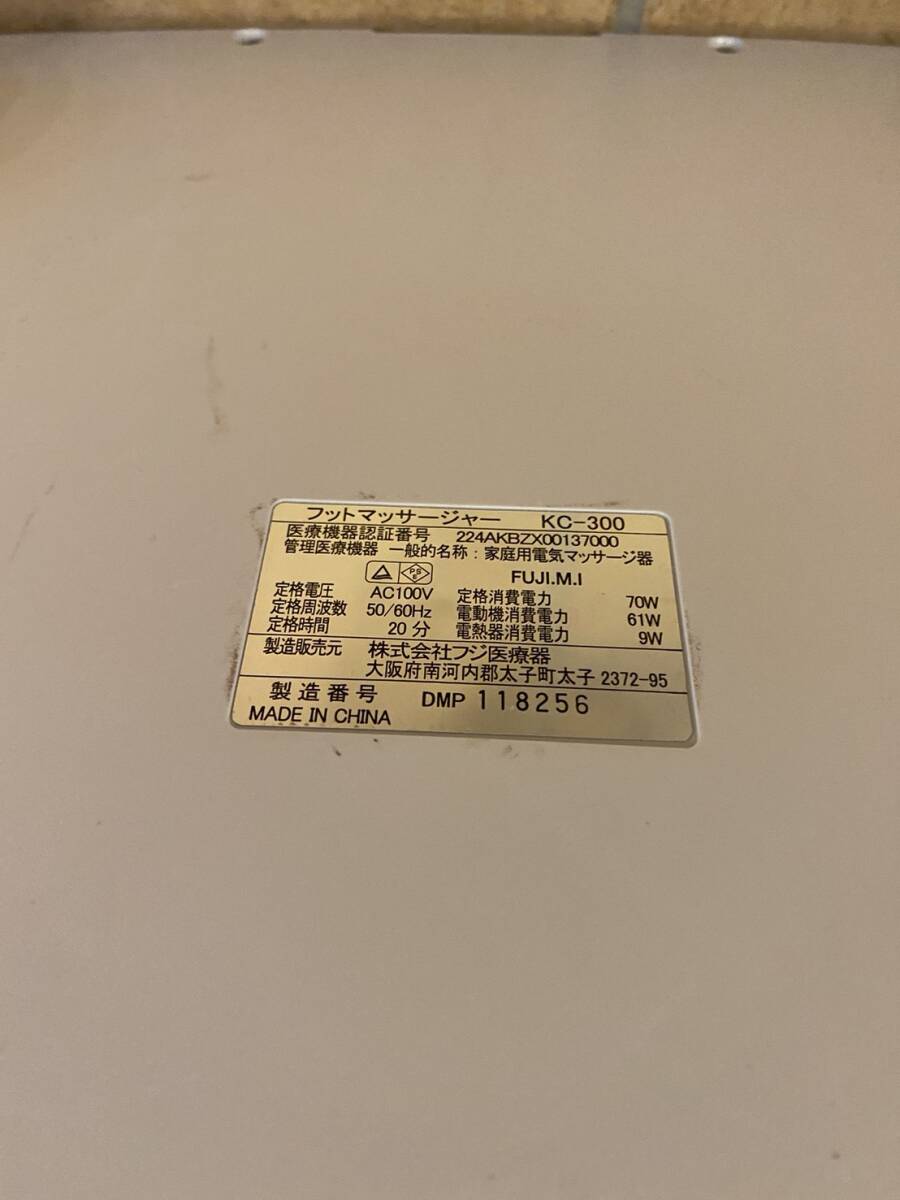 フットマッサージャー KC-300
医療機器認証番号 224AKBZX00137000
管理医療機器 一般的名称：家庭用電気マッサージ器
PSE FUJI.M.I
定格電圧 AC100V 定格消費電力 70W
定格周波数 50/60Hz 電動機消費電力 61W
定格時間 20分 電熱器消費電力 9W
製造販売元 株式会社フジ医療器
大阪府南河内郡太子町太子 2372-95
製造番号 DMP 118256
MADE IN CHINA